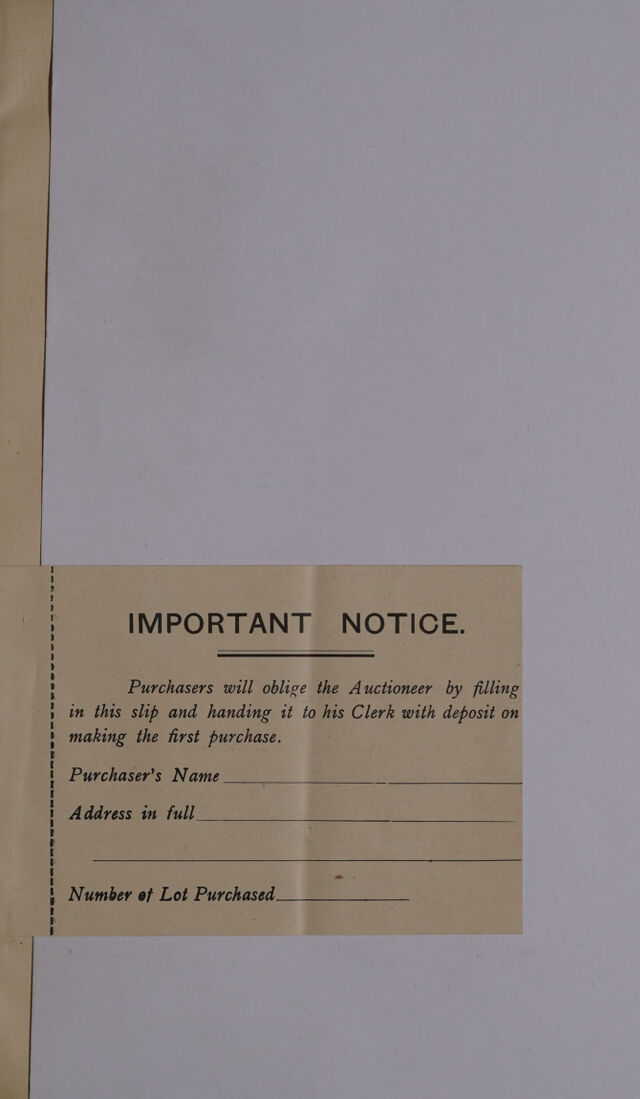 IMPORTANT NOTICE.
Purchasers will oblige the Auctioneer by filling
in this slip and handing it to his Clerk with deposit on
making the first purchase.
Purchaser's Name
Address in full
Number of Lot Purchased